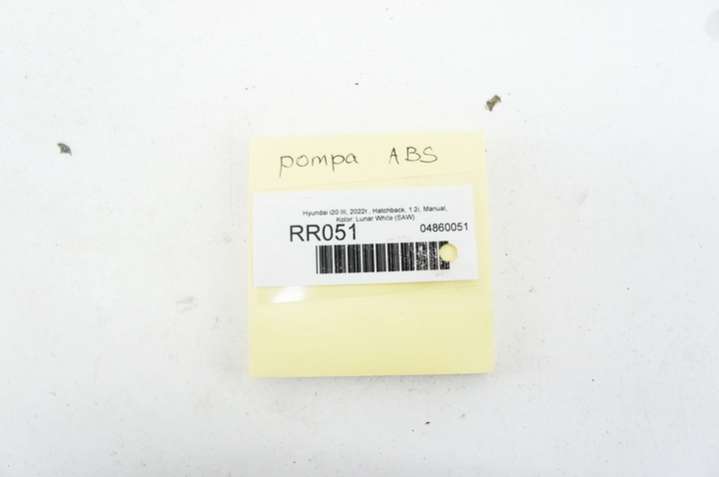 pompa ABS
Hyundai i20 III, 2022r., Hatchback, 1.2i, Manual,
Kolor: Lunar White (SAW)
RR051 04860051